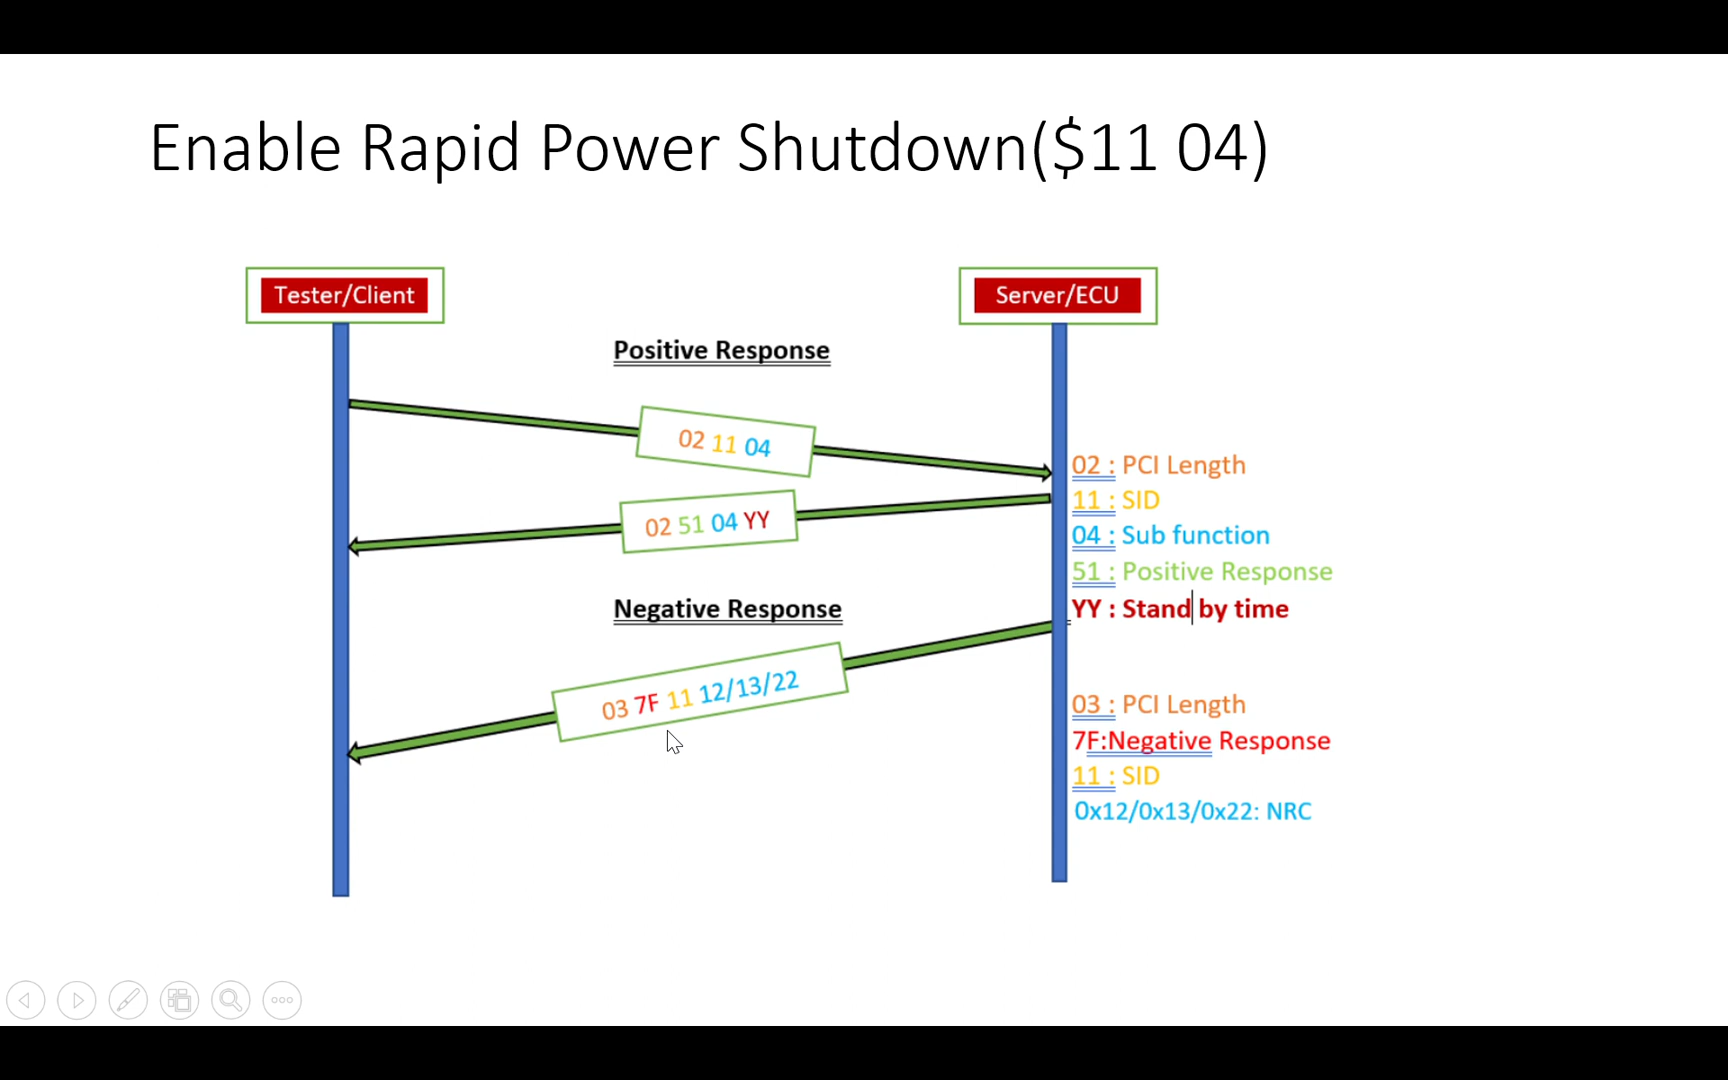 Enable Rapid Power Shutdown($11 04)
Tester/Client
Server/ECU
Positive Response
02 11 04
02 51 04 YY
02 : PCI Length
11 : SID
04 : Sub function
51 : Positive Response
YY : Stand by time
Negative Response
03 7F 11 12/13/22
03 : PCI Length
7F:Negative Response
11 : SID
0x12/0x13/0x22: NRC